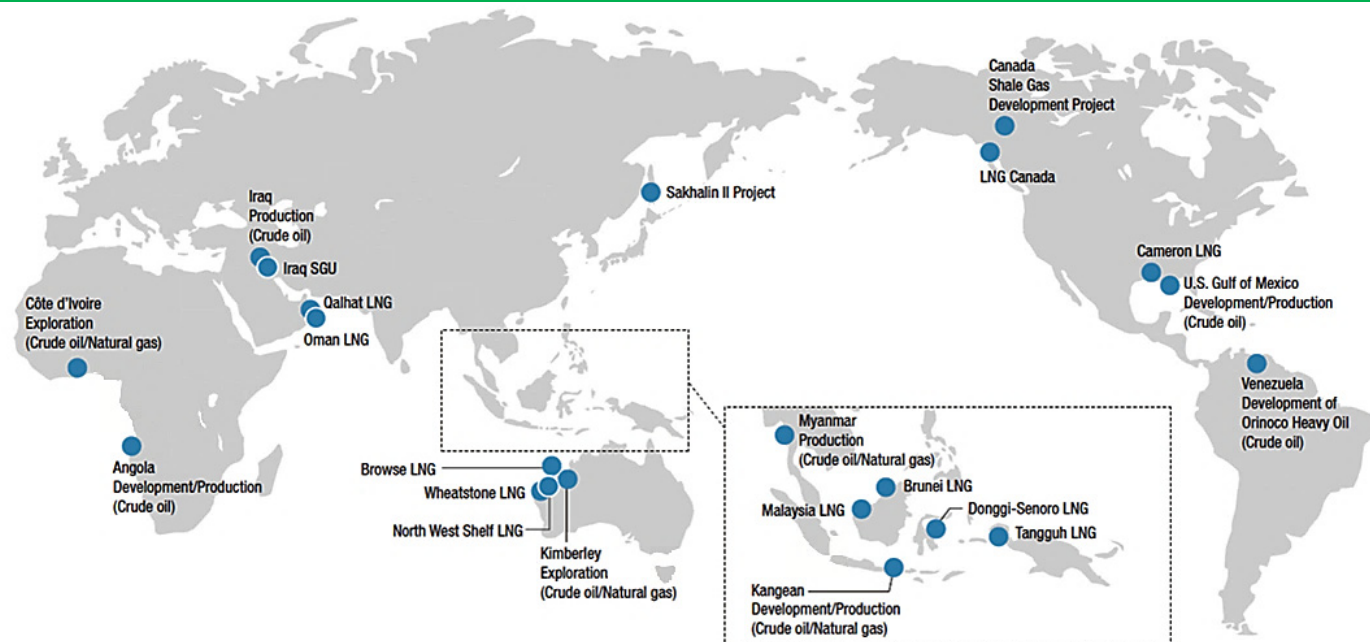 Canada
Shale Gas
Development Project
LNG Canada
Sakhalin II Project
Iraq
Production
(Crude oil)
Iraq SGU
Cameron LNG
U.S. Gulf of Mexico
Development/Production
(Crude oil)
Côte d'Ivoire
Exploration
(Crude oil/Natural gas)
Qalhat LNG
Oman LNG
Venezuela
Development of
Orinoco Heavy Oil
(Crude oil)
Angola
Development/Production
(Crude oil)
Browse LNG
Wheatstone LNG
North West Shelf LNG
Kimberley
Exploration
(Crude oil/Natural gas)
Myanmar
Production
(Crude oil/Natural gas)
Brunei LNG
Malaysia LNG
Donggi-Senoro LNG
Tangguh LNG
Kangean
Development/Production
(Crude oil/Natural gas)